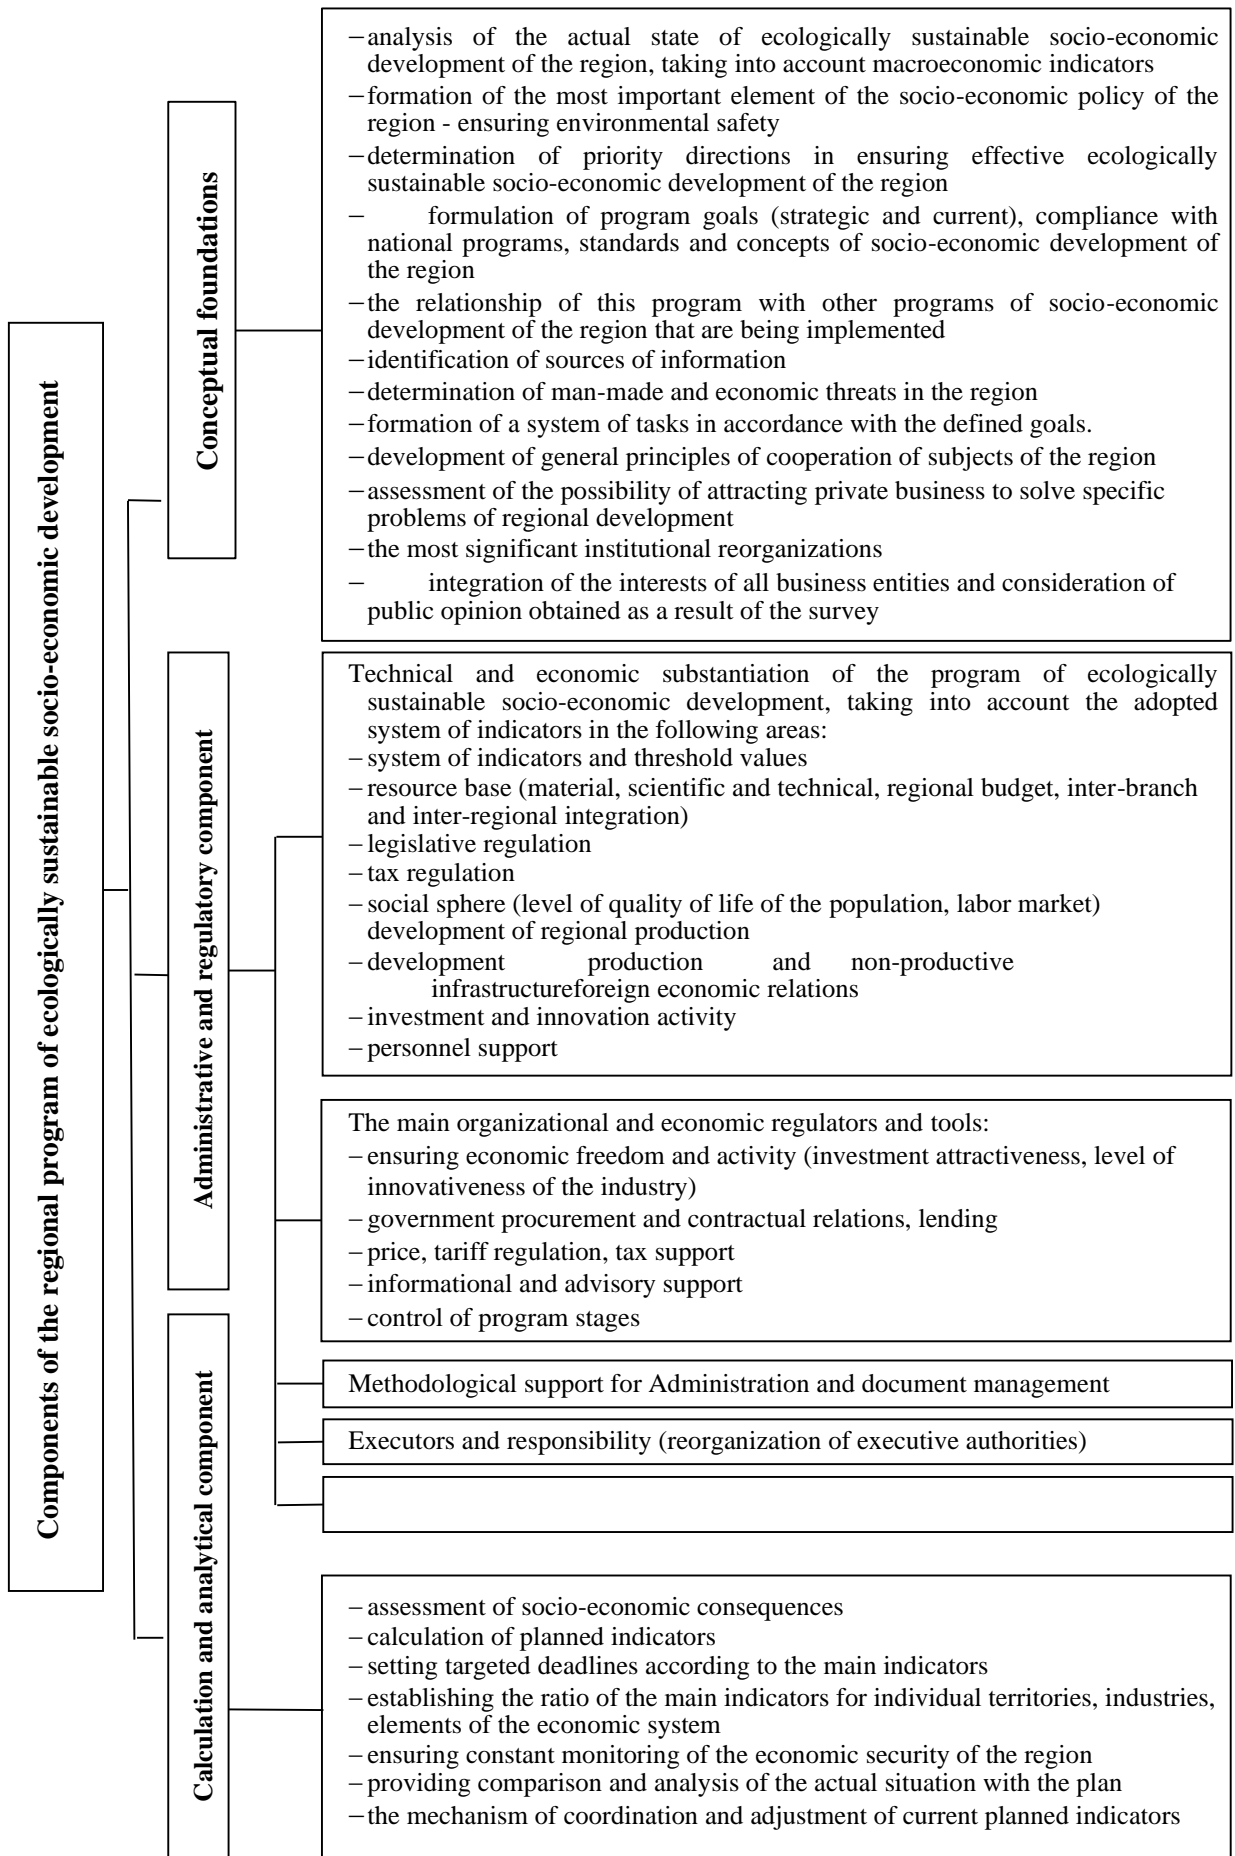 Components of the regional program of ecologically sustainable socio-economic development
Conceptual foundations
– analysis of the actual state of ecologically sustainable socio-economic
development of the region, taking into account macroeconomic indicators
– formation of the most important element of the socio-economic policy of the
region - ensuring environmental safety
– determination of priority directions in ensuring effective ecologically
sustainable socio-economic development of the region
– formulation of program goals (strategic and current), compliance with
national programs, standards and concepts of socio-economic development of
the region
– the relationship of this program with other programs of socio-economic
development of the region that are being implemented
– identification of sources of information
– determination of man-made and economic threats in the region
– formation of a system of tasks in accordance with the defined goals.
– development of general principles of cooperation of subjects of the region
– assessment of the possibility of attracting private business to solve specific
problems of regional development
– the most significant institutional reorganizations
– integration of the interests of all business entities and consideration of
public opinion obtained as a result of the survey
Administrative and regulatory component
Technical and economic substantiation of the program of ecologically
sustainable socio-economic development, taking into account the adopted
system of indicators in the following areas:
– system of indicators and threshold values
– resource base (material, scientific and technical, regional budget, inter-branch
and inter-regional integration)
– legislative regulation
– tax regulation
– social sphere (level of quality of life of the population, labor market)
development of regional production
– development production and non-productive
infrastructureforeign economic relations
– investment and innovation activity
– personnel support
The main organizational and economic regulators and tools:
– ensuring economic freedom and activity (investment attractiveness, level of
innovativeness of the industry)
– government procurement and contractual relations, lending
– price, tariff regulation, tax support
– informational and advisory support
– control of program stages
Methodological support for Administration and document management
Executors and responsibility (reorganization of executive authorities)
Calculation and analytical component
– assessment of socio-economic consequences
– calculation of planned indicators
– setting targeted deadlines according to the main indicators
– establishing the ratio of the main indicators for individual territories, industries,
elements of the economic system
– ensuring constant monitoring of the economic security of the region
– providing comparison and analysis of the actual situation with the plan
– the mechanism of coordination and adjustment of current planned indicators